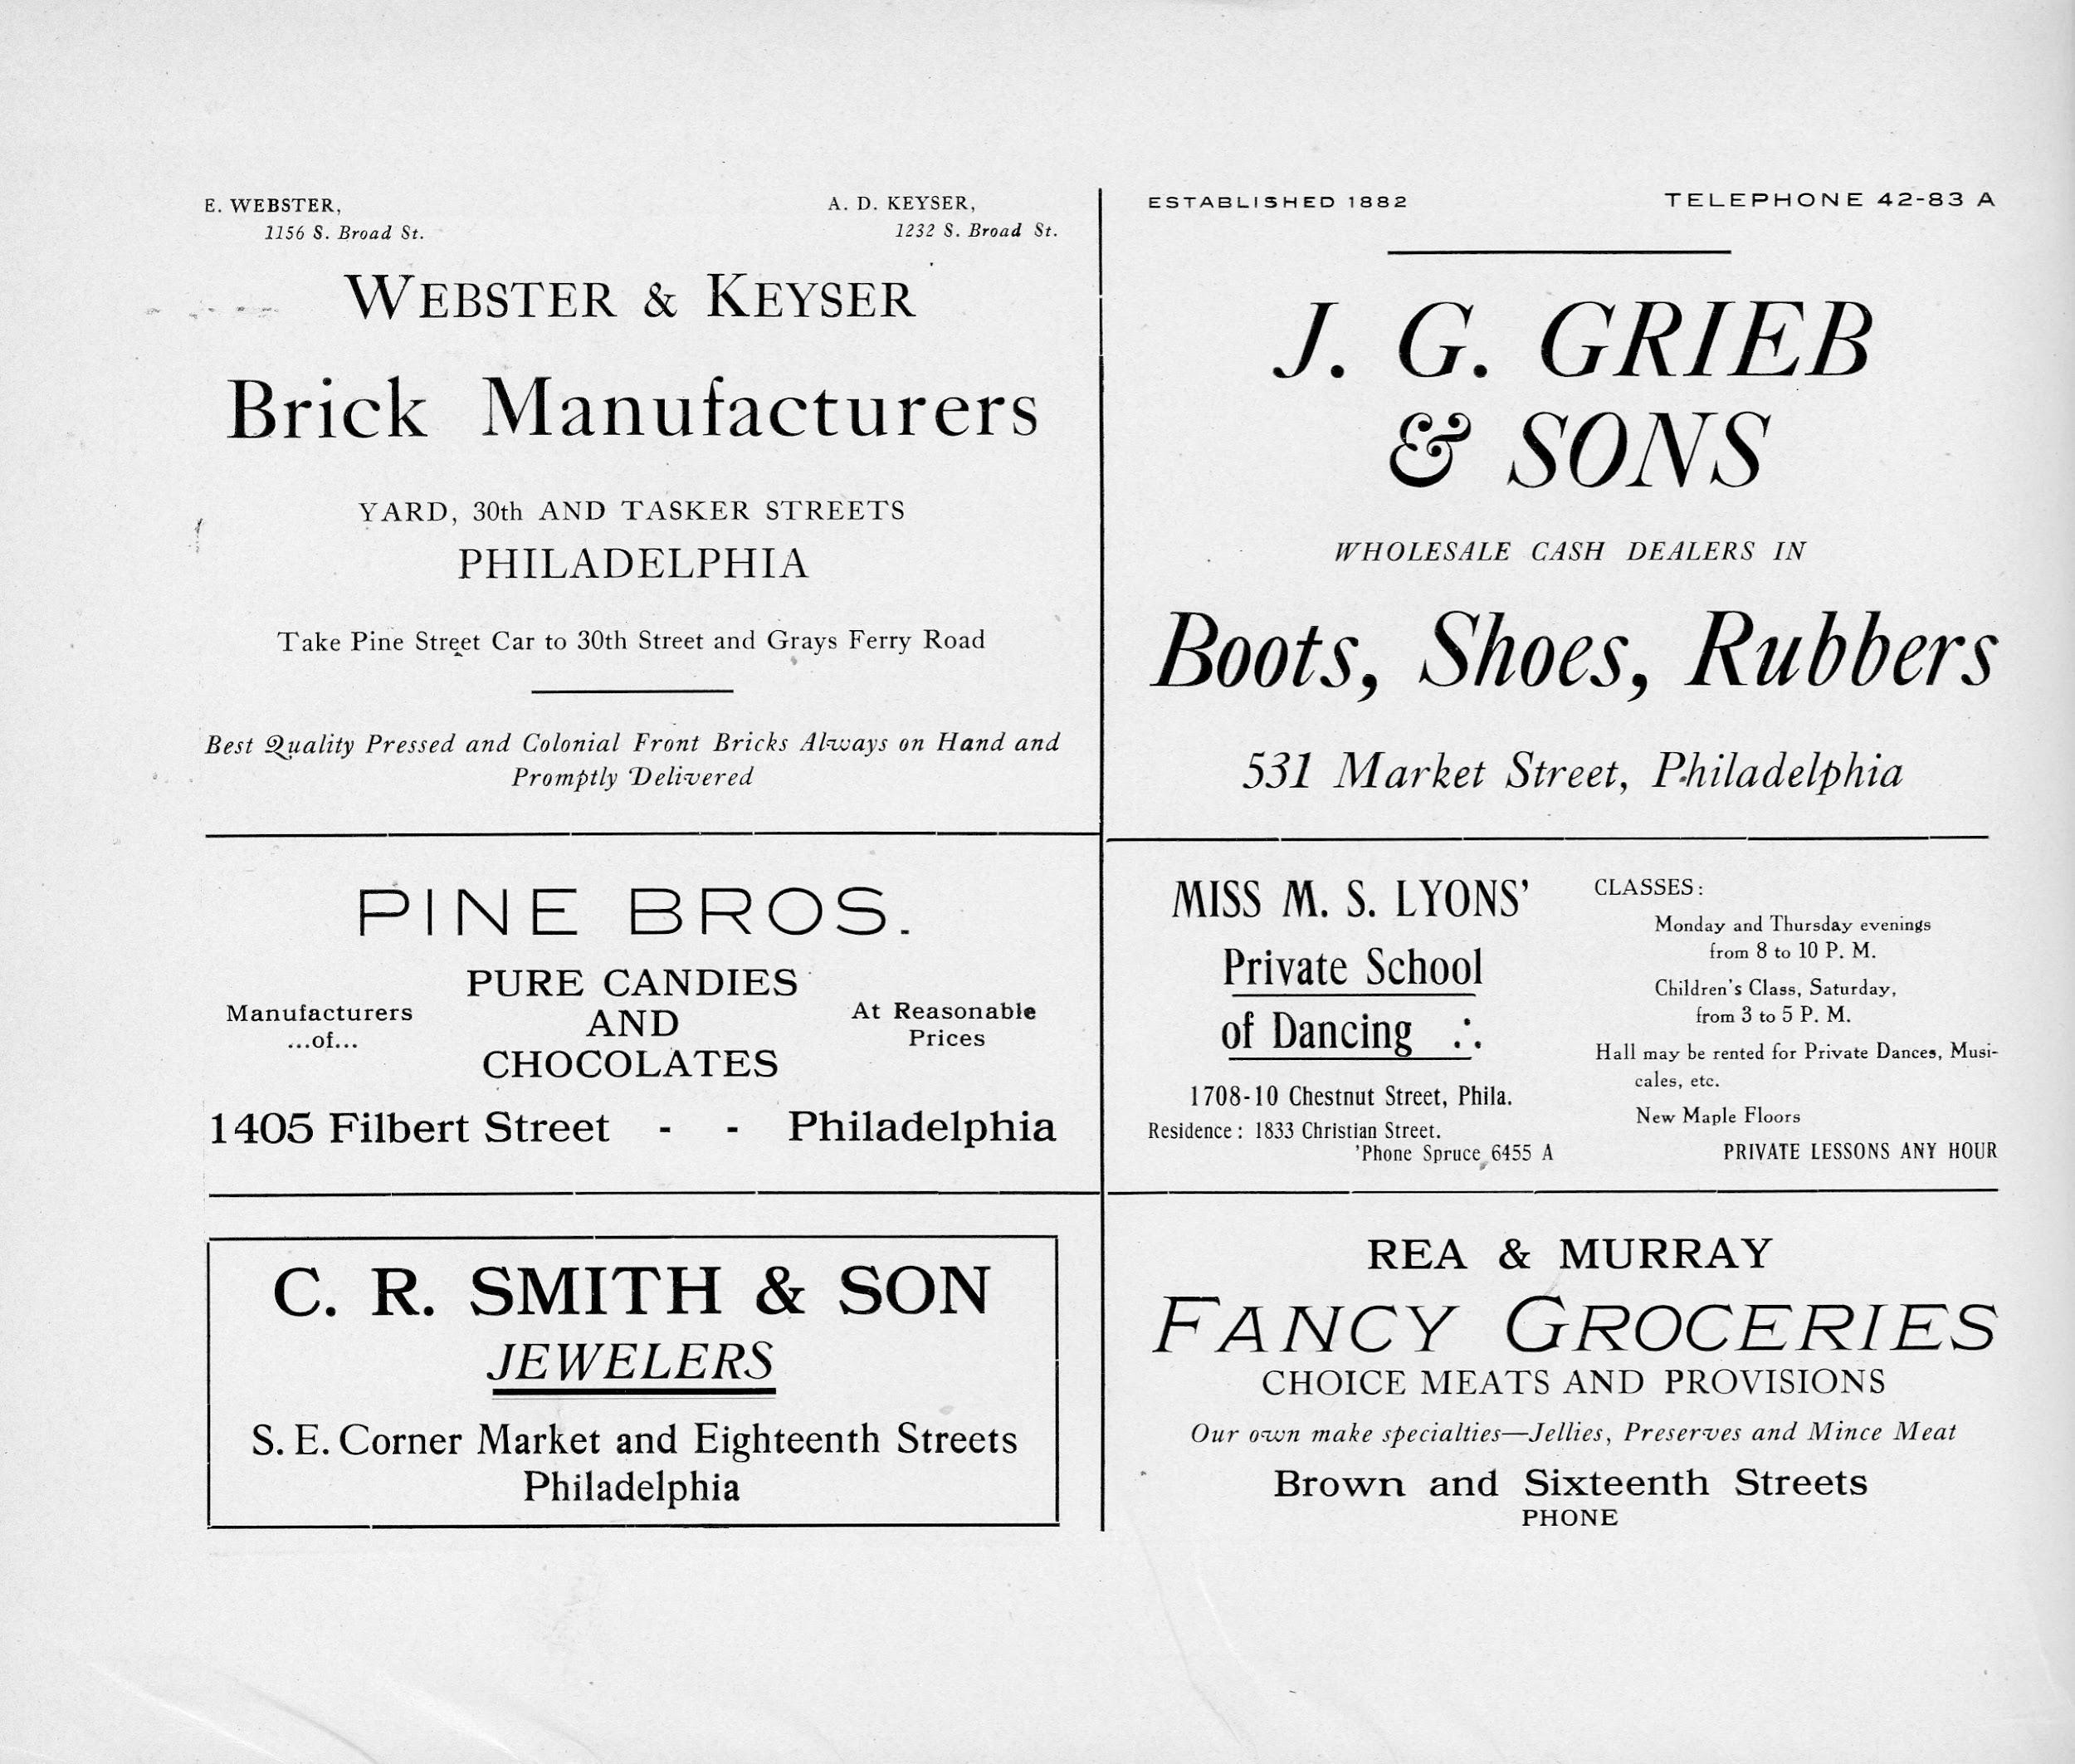 E. WEBSTER,
1156 S. Broad St.
A. D. KEYSER,
1232 S. Broad St.
WEBSTER & KEYSER
Brick Manufacturers
YARD, 30th AND TASKER STREETS
PHILADELPHIA
Take Pine Street Car to 30th Street and Grays Ferry Road
Best Quality Pressed and Colonial Front Bricks Always on Hand and
Promptly Delivered
PINE BROS.
Manufacturers
...of...
PURE CANDIES
AND
CHOCOLATES
At Reasonable
Prices
1405 Filbert Street - - Philadelphia
C. R. SMITH & SON
JEWELERS
S. E. Corner Market and Eighteenth Streets
Philadelphia
ESTABLISHED 1882
TELEPHONE 42-83 A
J. G. GRIEB
& SONS
WHOLESALE CASH DEALERS IN
Boots, Shoes, Rubbers
531 Market Street, Philadelphia
MISS M. S. LYONS'
Private School
of Dancing ∴
1708-10 Chestnut Street, Phila.
Residence: 1833 Christian Street.
'Phone Spruce 6455 A
CLASSES:
Monday and Thursday evenings
from 8 to 10 P. M.
Children's Class, Saturday,
from 3 to 5 P. M.
Hall may be rented for Private Dances, Musi-
cales, etc.
New Maple Floors
PRIVATE LESSONS ANY HOUR
REA & MURRAY
FANCY GROCERIES
CHOICE MEATS AND PROVISIONS
Our own make specialties—Jellies, Preserves and Mince Meat
Brown and Sixteenth Streets
PHONE